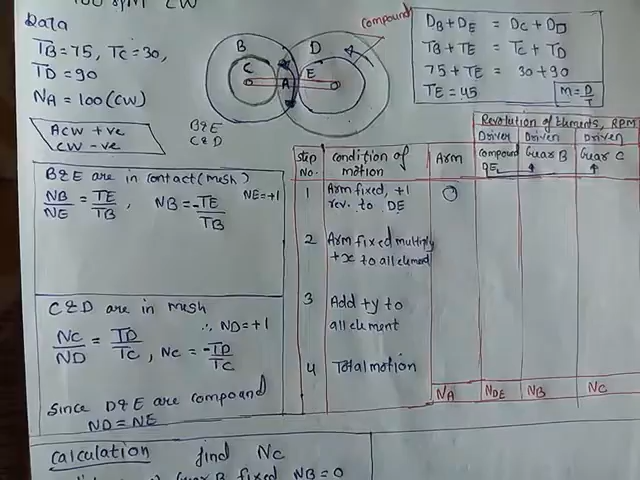 100 rpm CW
Data
TB=75, TC=30,
TD=90
NA=100(CW)
ACW +ve
CW -ve
B
D
C
A
E
compound
B&E
C&D
DB+DE = DC+DD
TB+TE = TC+TD
75+TE = 30+90
TE=45
m=D/T
B&E are in contact(mesh)
NB/NE = TE/TB, NB=-TE/TB NE=+1
C&D are in mesh
∴ ND=+1
NC/ND = TD/TC, NC=-TD/TC
Since D&E are compound
ND=NE
Revolution of Elements, RPM
step No.
condition of motion
Arm
Driver
compound
Driven
Gear B
Driven
Gear C
1 Arm fixed, +1
rev. to DE
0
2 Arm fixed multiply
+x to all element
3 Add +y to
all element
4 Total motion
NA NDE NB NC
calculation find NC
Gear B fixed NB=0